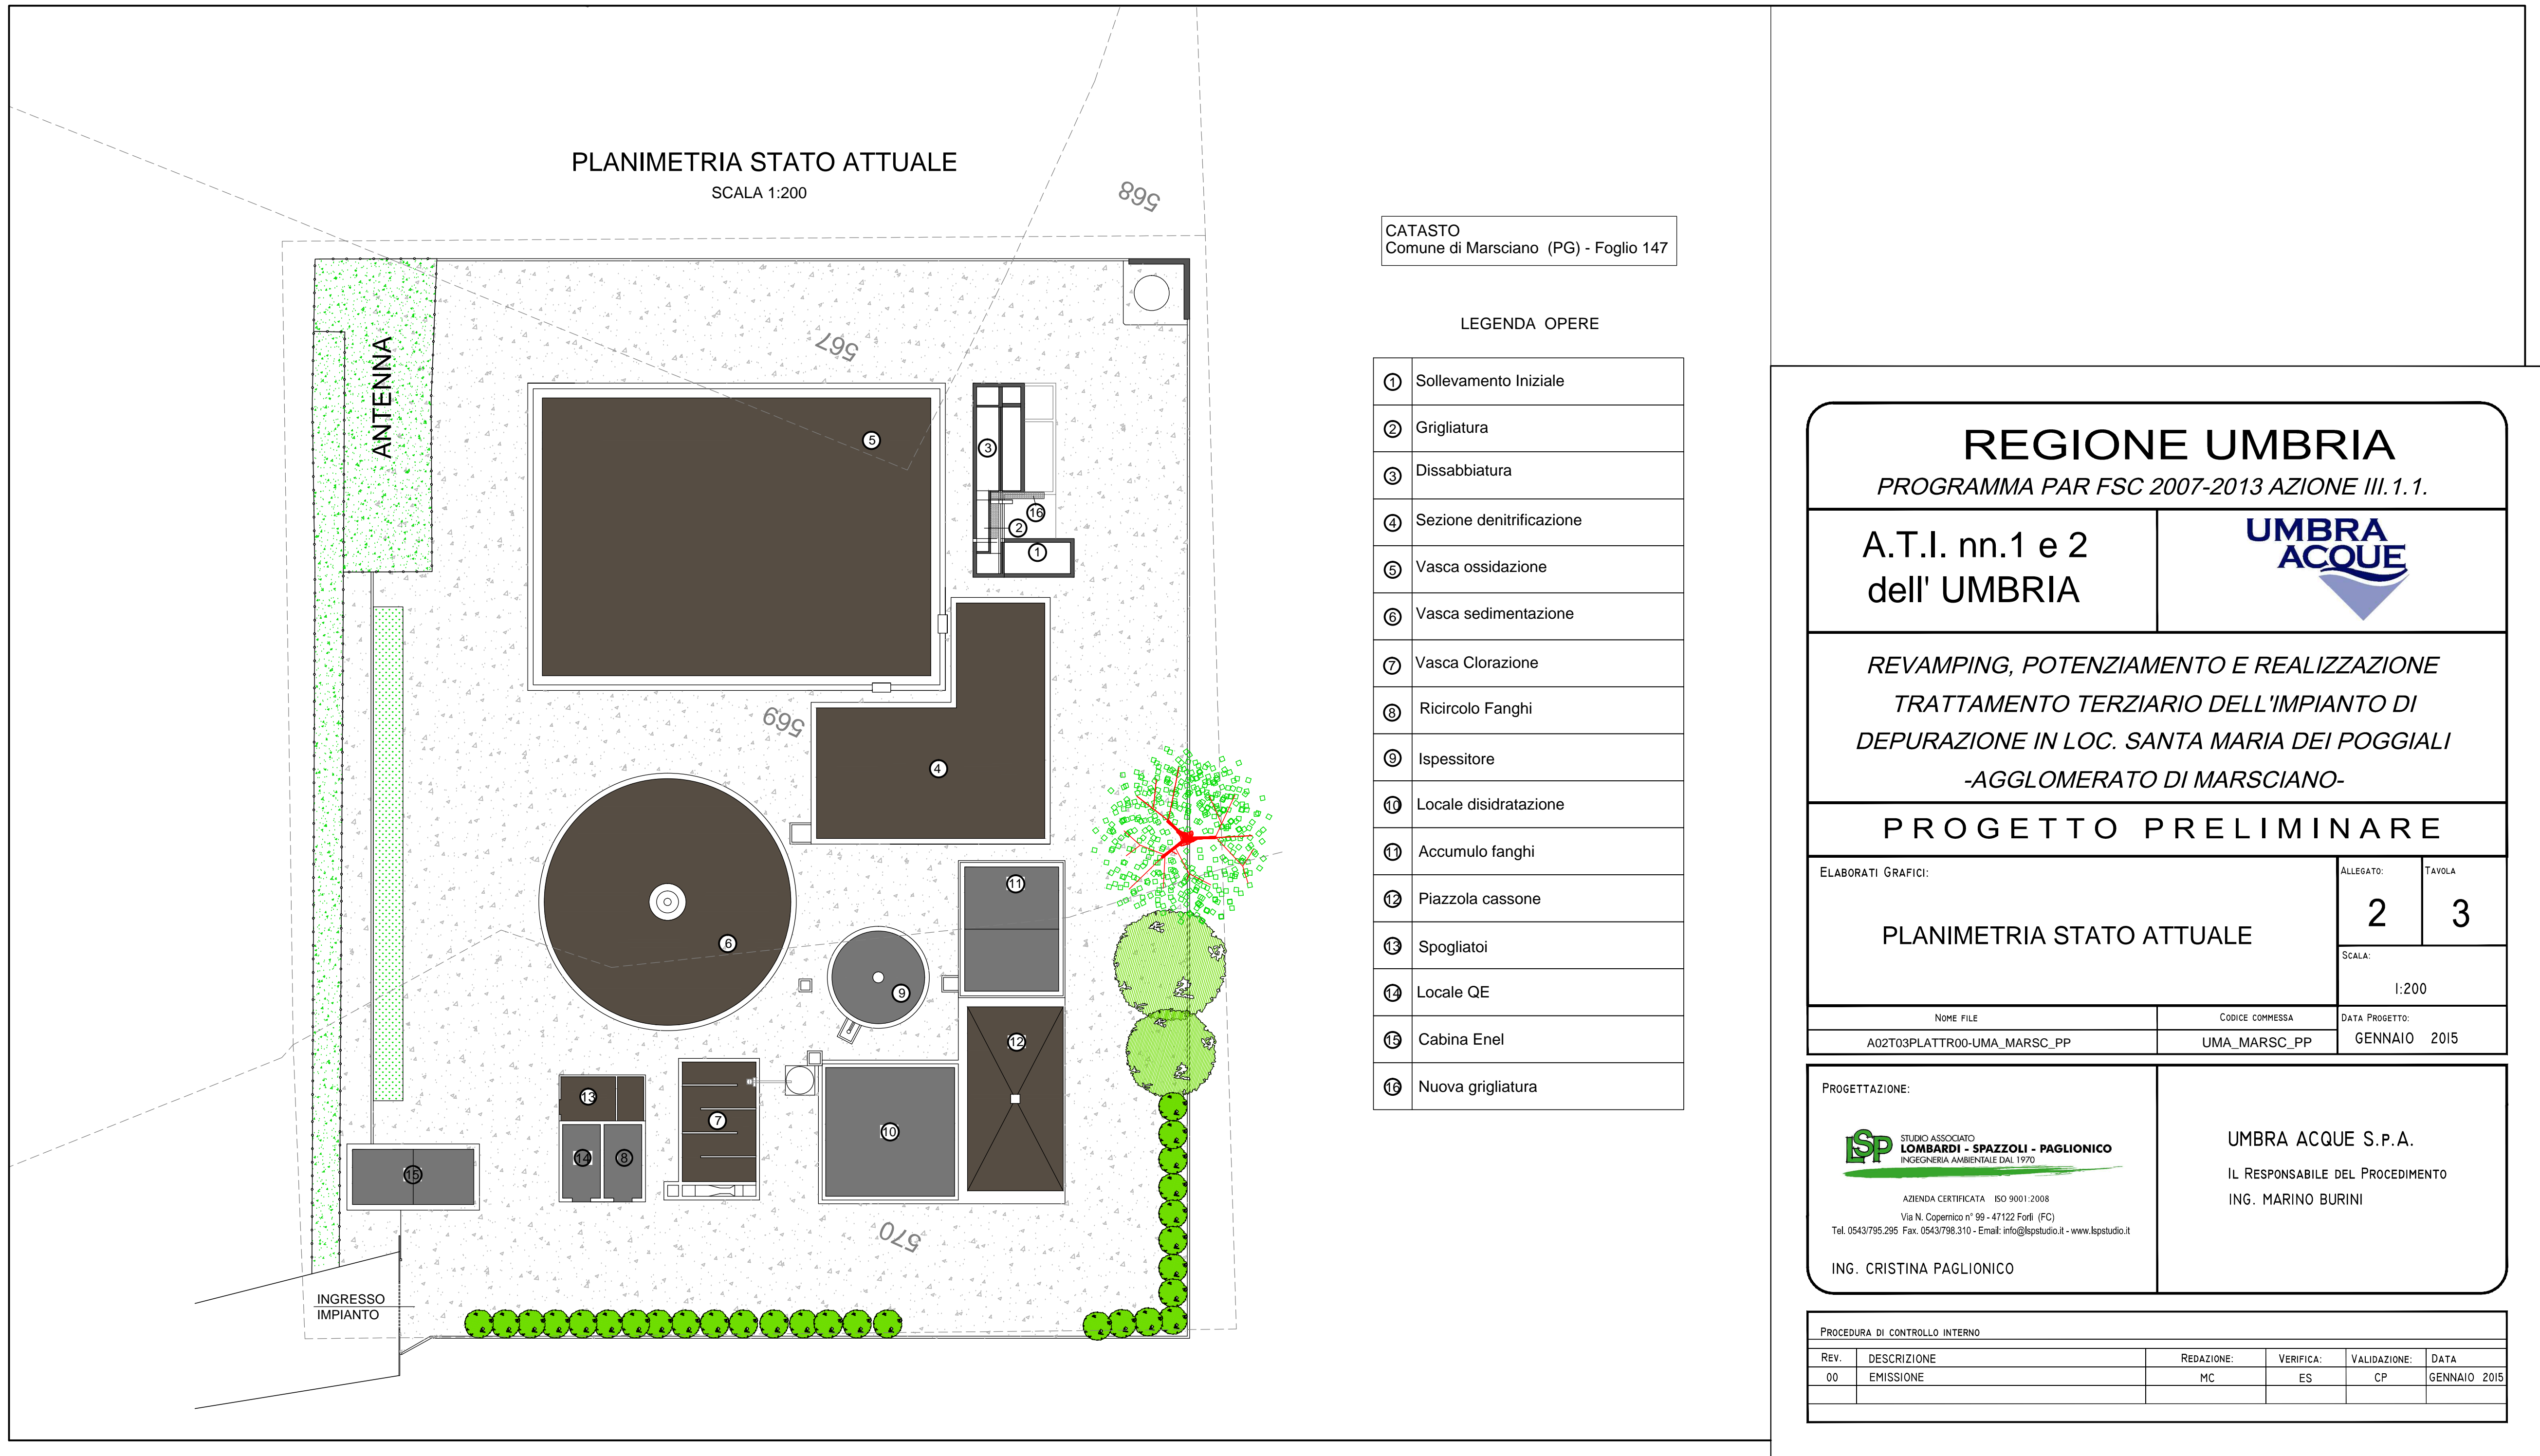 PLANIMETRIA STATO ATTUALE
SCALA 1:200
568
567
569
570
ANTENNA
5
3
16
2
1
4
11
6
9
12
13
7
10
14
8
15
INGRESSO
IMPIANTO
CATASTO
Comune di Marsciano (PG) - Foglio 147
LEGENDA OPERE
1 Sollevamento Iniziale
2 Grigliatura
3 Dissabbiatura
4 Sezione denitrificazione
5 Vasca ossidazione
6 Vasca sedimentazione
7 Vasca Clorazione
8 Ricircolo Fanghi
9 Ispessitore
10 Locale disidratazione
11 Accumulo fanghi
12 Piazzola cassone
13 Spogliatoi
14 Locale QE
15 Cabina Enel
16 Nuova grigliatura
REGIONE UMBRIA
PROGRAMMA PAR FSC 2007-2013 AZIONE III.1.1.
A.T.I. nn.1 e 2
dell' UMBRIA
UMBRA
ACQUE
REVAMPING, POTENZIAMENTO E REALIZZAZIONE
TRATTAMENTO TERZIARIO DELL'IMPIANTO DI
DEPURAZIONE IN LOC. SANTA MARIA DEI POGGIALI
-AGGLOMERATO DI MARSCIANO-
PROGETTO PRELIMINARE
ELABORATI GRAFICI:
PLANIMETRIA STATO ATTUALE
ALLEGATO:
2
TAVOLA
3
SCALA:
1:200
NOME FILE
A02T03PLATTR00-UMA_MARSC_PP
CODICE COMMESSA
UMA_MARSC_PP
DATA PROGETTO:
GENNAIO 2015
PROGETTAZIONE:
LSP
STUDIO ASSOCIATO
LOMBARDI - SPAZZOLI - PAGLIONICO
INGEGNERIA AMBIENTALE DAL 1970
AZIENDA CERTIFICATA ISO 9001:2008
Via N. Copernico n° 99 - 47122 Forlì (FC)
Tel. 0543/795.295 Fax. 0543/798.310 - Email: info@lspstudio.it - www.lspstudio.it
ING. CRISTINA PAGLIONICO
UMBRA ACQUE S.P.A.
IL RESPONSABILE DEL PROCEDIMENTO
ING. MARINO BURINI
PROCEDURA DI CONTROLLO INTERNO
REV. DESCRIZIONE REDAZIONE: VERIFICA: VALIDAZIONE: DATA
00 EMISSIONE MC ES CP GENNAIO 2015